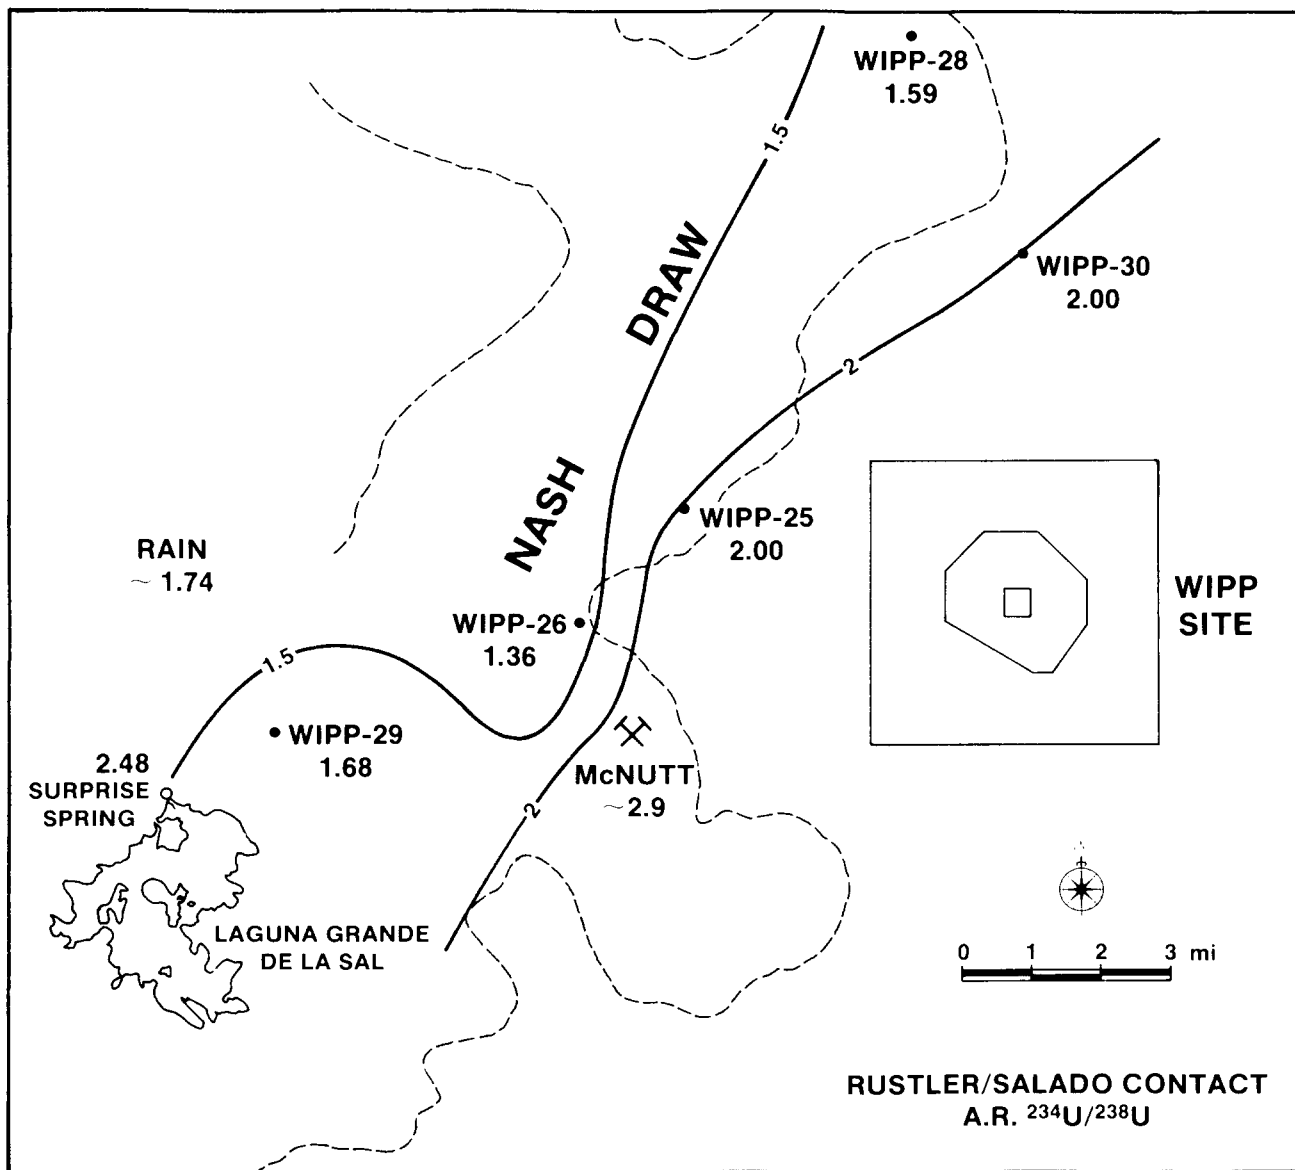 WIPP-28
1.59
1.5
DRAW
WIPP-30
2.00
2
NASH
WIPP-25
2.00
RAIN
~ 1.74
WIPP
SITE
WIPP-26
1.36
1.5
WIPP-29
1.68
2.48
SURPRISE
SPRING
McNUTT
~2.9
2
LAGUNA GRANDE
DE LA SAL
0 1 2 3 mi
RUSTLER/SALADO CONTACT
A.R. ²³⁴U/²³⁸U